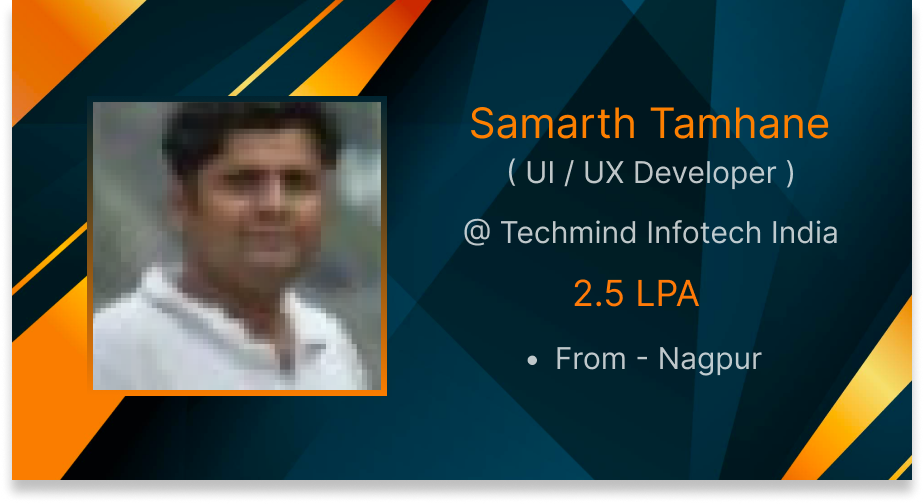 Samarth Tamhane
( UI / UX Developer )
@ Techmind Infotech India
2.5 LPA
• From - Nagpur